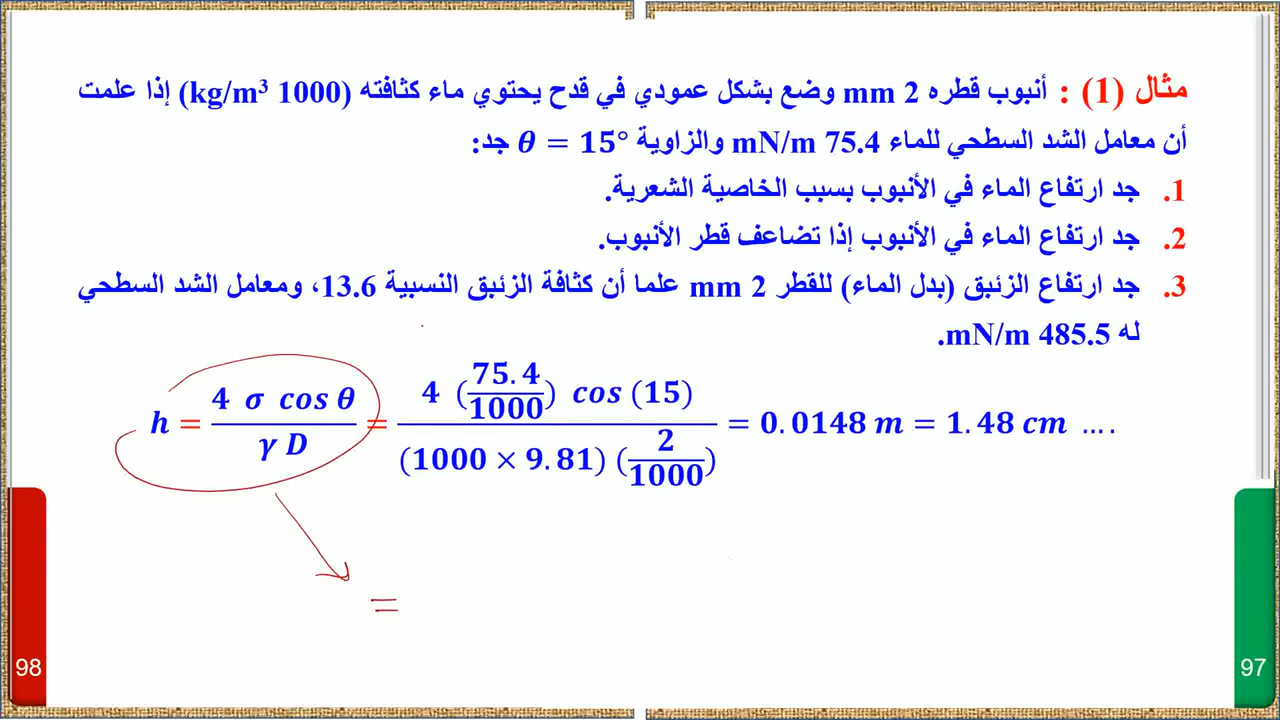 مثال (1) : أنبوب قطره 2 mm وضع بشكل عمودي في قدح يحتوي ماء كثافته (1000 kg/m³) إذا علمت
أن معامل الشد السطحي للماء 75.4 mN/m والزاوية θ = 15° جد:
1. جد ارتفاع الماء في الأنبوب بسبب الخاصية الشعرية.
2. جد ارتفاع الماء في الأنبوب إذا تضاعف قطر الأنبوب.
3. جد ارتفاع الزئبق (بدل الماء) للقطر 2 mm علما أن كثافة الزئبق النسبية 13.6، ومعامل الشد السطحي
له 485.5 mN/m.
h = (4 σ cos θ)/(γ D) = (4 (75.4/1000) cos (15))/((1000 × 9.81) (2/1000)) = 0.0148 m = 1.48 cm ….
=
98
97